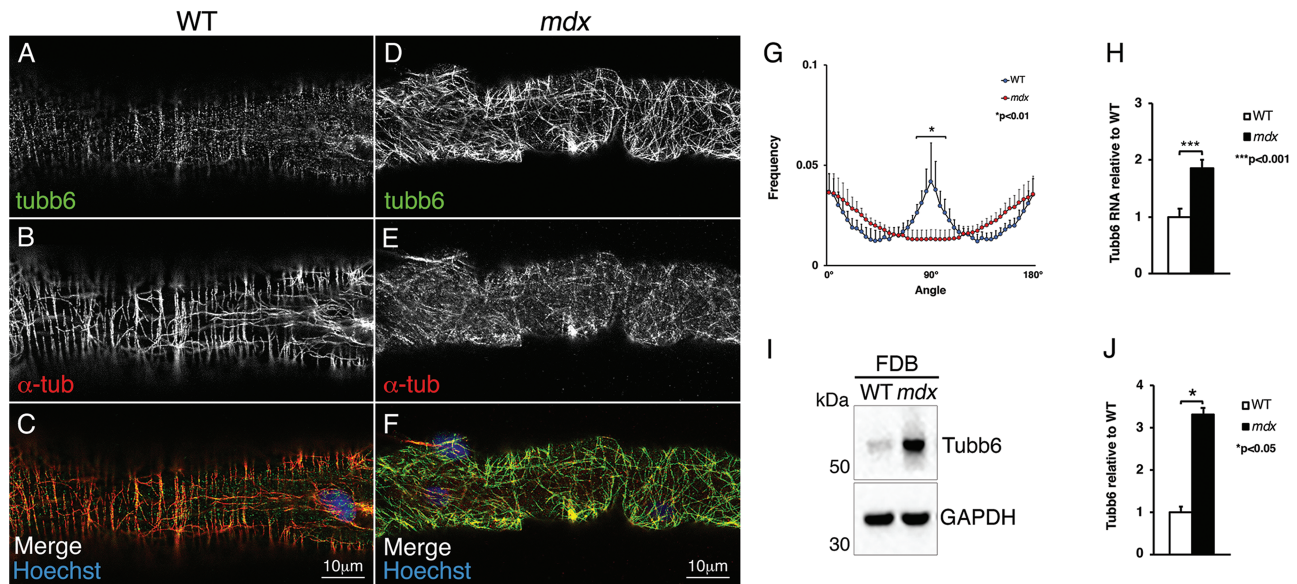 WT
mdx
A
tubb6
B
α-tub
C
Merge
Hoechst
10μm
D
tubb6
E
α-tub
F
Merge
Hoechst
10μm
G
0.1
0.05
0
Frequency
WT
mdx
*p<0.01
*
0°
90°
180°
Angle
H
Tubb6 RNA relative to WT
3
2
1
0
***
WT
mdx
***p<0.001
I
FDB
WT mdx
kDa
50
Tubb6
30
GAPDH
J
Tubb6 relative to WT
4
3
2
1
0
*
WT
mdx
*p<0.05